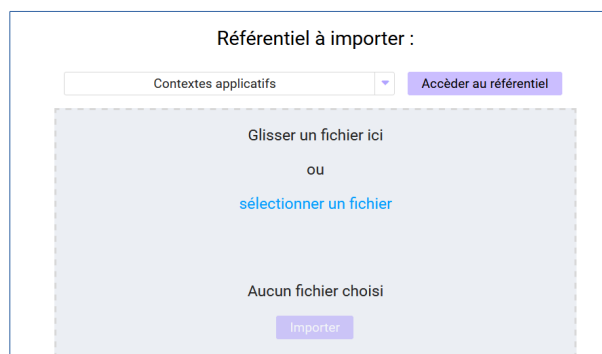 Référentiel à importer :
Contextes applicatifs
Accèder au référentiel
Glisser un fichier ici
ou
sélectionner un fichier
Aucun fichier choisi
Importer